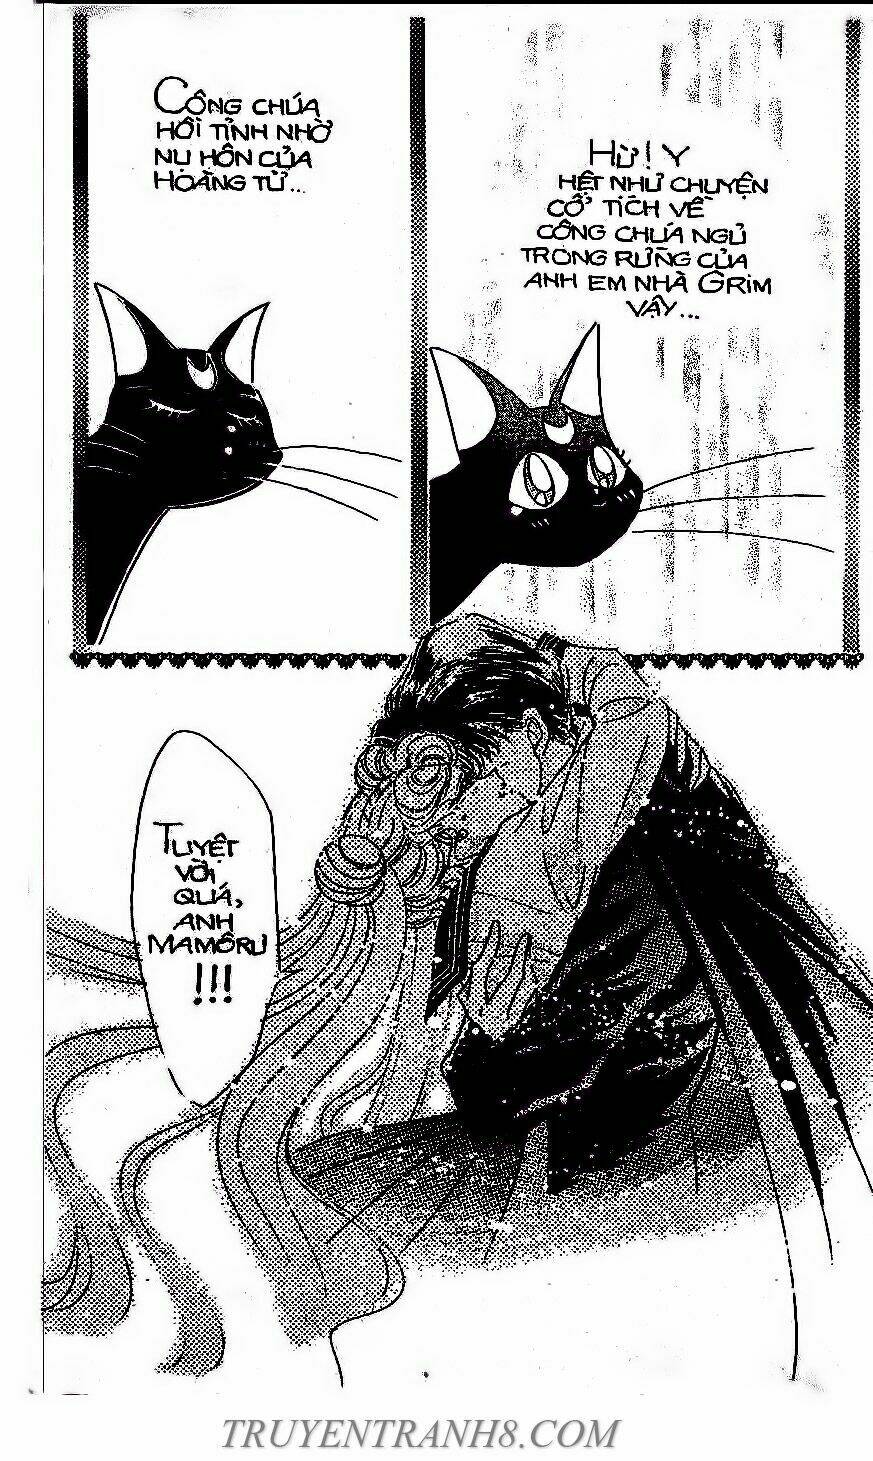 CÔNG CHÚA
HỒI TỈNH NHỜ
NỤ HÔN CỦA
HOÀNG TỬ...
HỪ! Y
HỆT NHƯ CHUYỆN
CỔ TÍCH VỀ
CÔNG CHÚA NGỦ
TRONG RỪNG CỦA
ANH EM NHÀ GRIM
VẬY...
TUYỆT
VỜI
QUÁ,
ANH
MAMÔRU
!!!
TRUYENTRANH8.COM